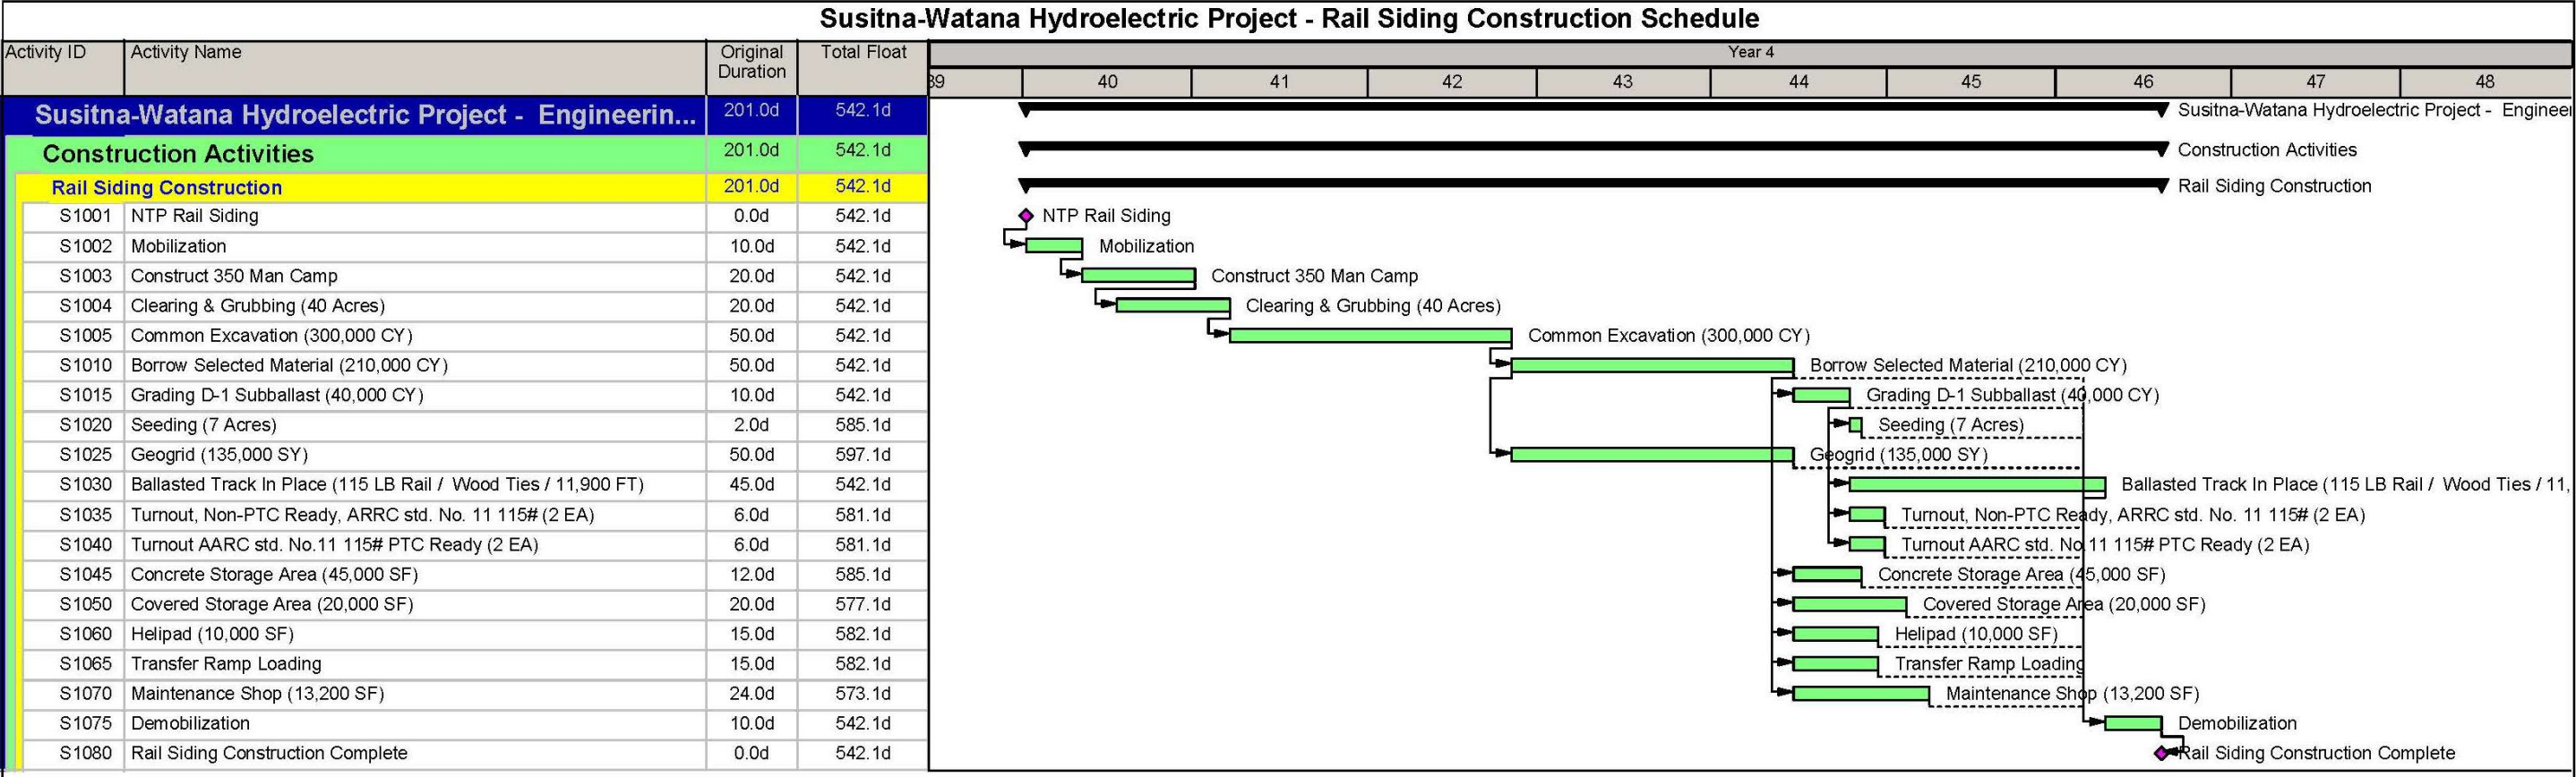 Susitna-Watana Hydroelectric Project - Rail Siding Construction Schedule
Activity ID Activity Name Original Duration Total Float Year 4
39 40 41 42 43 44 45 46 47 48
Susitna-Watana Hydroelectric Project - Engineerin... 201.0d 542.1d Susitna-Watana Hydroelectric Project - Engineer
Construction Activities 201.0d 542.1d Construction Activities
Rail Siding Construction 201.0d 542.1d Rail Siding Construction
S1001 NTP Rail Siding 0.0d 542.1d NTP Rail Siding
S1002 Mobilization 10.0d 542.1d Mobilization
S1003 Construct 350 Man Camp 20.0d 542.1d Construct 350 Man Camp
S1004 Clearing & Grubbing (40 Acres) 20.0d 542.1d Clearing & Grubbing (40 Acres)
S1005 Common Excavation (300,000 CY) 50.0d 542.1d Common Excavation (300,000 CY)
S1010 Borrow Selected Material (210,000 CY) 50.0d 542.1d Borrow Selected Material (210,000 CY)
S1015 Grading D-1 Subballast (40,000 CY) 10.0d 542.1d Grading D-1 Subballast (40,000 CY)
S1020 Seeding (7 Acres) 2.0d 585.1d Seeding (7 Acres)
S1025 Geogrid (135,000 SY) 50.0d 597.1d Geogrid (135,000 SY)
S1030 Ballasted Track In Place (115 LB Rail / Wood Ties / 11,900 FT) 45.0d 542.1d Ballasted Track In Place (115 LB Rail / Wood Ties / 11,
S1035 Turnout, Non-PTC Ready, ARRC std. No. 11 115# (2 EA) 6.0d 581.1d Turnout, Non-PTC Ready, ARRC std. No. 11 115# (2 EA)
S1040 Turnout AARC std. No.11 115# PTC Ready (2 EA) 6.0d 581.1d Turnout AARC std. No.11 115# PTC Ready (2 EA)
S1045 Concrete Storage Area (45,000 SF) 12.0d 585.1d Concrete Storage Area (45,000 SF)
S1050 Covered Storage Area (20,000 SF) 20.0d 577.1d Covered Storage Area (20,000 SF)
S1060 Helipad (10,000 SF) 15.0d 582.1d Helipad (10,000 SF)
S1065 Transfer Ramp Loading 15.0d 582.1d Transfer Ramp Loading
S1070 Maintenance Shop (13,200 SF) 24.0d 573.1d Maintenance Shop (13,200 SF)
S1075 Demobilization 10.0d 542.1d Demobilization
S1080 Rail Siding Construction Complete 0.0d 542.1d Rail Siding Construction Complete